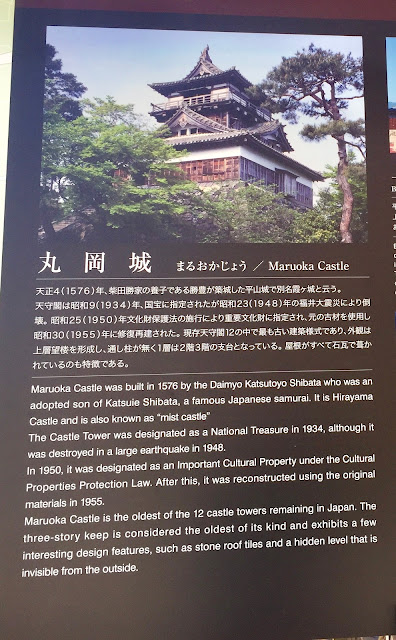 丸岡城 まるおかじょう / Maruoka Castle
天正4(1576)年、柴田勝家の養子である勝豊が築城した平山城で別名霞ヶ城と云う。
天守閣は昭和9(1934)年、国宝に指定されたが昭和23(1948)年の福井大震災により倒
壊。昭和25(1950)年文化財保護法の施行により重要文化財に指定され、元の古材を使用し
昭和30(1955)年に修復再建された。現存天守閣12の中で最も古い建築様式であり、外観は
上層望楼を形成し、通し柱が無く1層は2階3階の支台となっている。屋根がすべて石瓦で葺か
れているのも特徴である。
Maruoka Castle was built in 1576 by the Daimyo Katsutoyo Shibata who was an
adopted son of Katsuie Shibata, a famous Japanese samurai. It is Hirayama
Castle and is also known as "mist castle"
The Castle Tower was designated as a National Treasure in 1934, although it
was destroyed in a large earthquake in 1948.
In 1950, it was designated as an Important Cultural Property under the Cultural
Properties Protection Law. After this, it was reconstructed using the original
materials in 1955.
Maruoka Castle is the oldest of the 12 castle towers remaining in Japan. The
three-story keep is considered the oldest of its kind and exhibits a few
interesting design features, such as stone roof tiles and a hidden level that is
invisible from the outside.